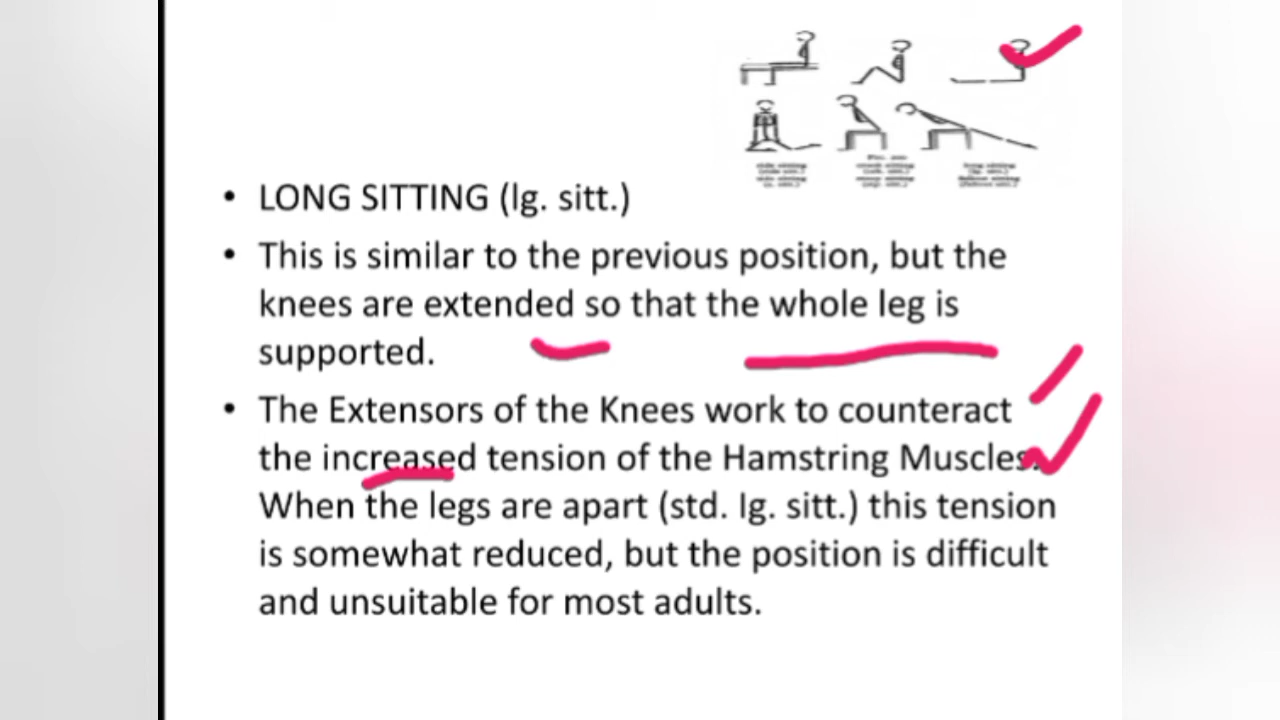 • LONG SITTING (lg. sitt.)
• This is similar to the previous position, but the
knees are extended so that the whole leg is
supported.
• The Extensors of the Knees work to counteract
the increased tension of the Hamstring Muscles.
When the legs are apart (std. lg. sitt.) this tension
is somewhat reduced, but the position is difficult
and unsuitable for most adults.